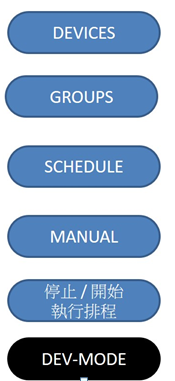 DEVICES
GROUPS
SCHEDULE
MANUAL
停止 / 開始
執行排程
DEV-MODE